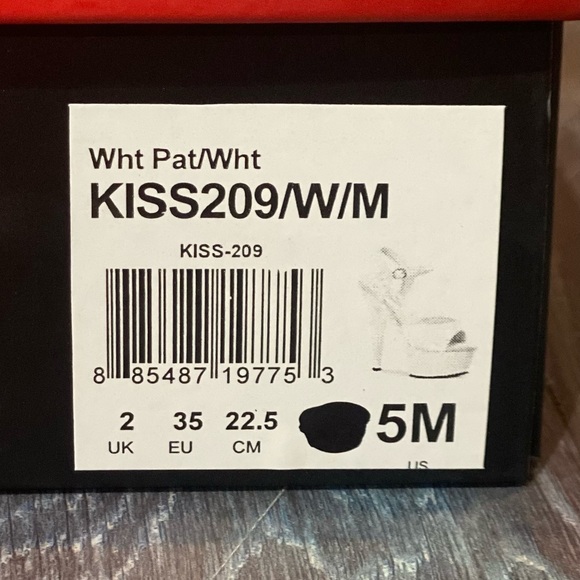 Wht Pat/Wht
KISS209/W/M
KISS-209
8 85487 19775 3
2 35 22.5 5M
UK EU CM US